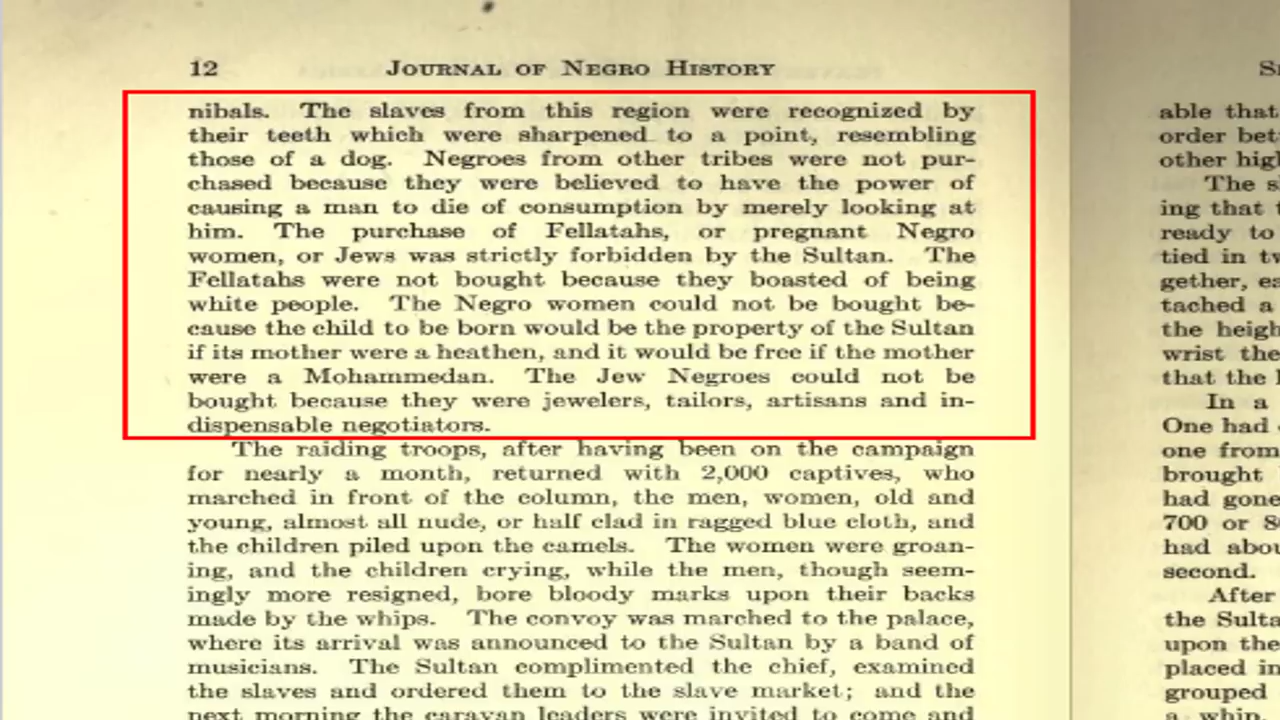 12 JOURNAL OF NEGRO HISTORY
nibals. The slaves from this region were recognized by
their teeth which were sharpened to a point, resembling
those of a dog. Negroes from other tribes were not pur-
chased because they were believed to have the power of
causing a man to die of consumption by merely looking at
him. The purchase of Fellatahs, or pregnant Negro
women, or Jews was strictly forbidden by the Sultan. The
Fellatahs were not bought because they boasted of being
white people. The Negro women could not be bought be-
cause the child to be born would be the property of the Sultan
if its mother were a heathen, and it would be free if the mother
were a Mohammedan. The Jew Negroes could not be
bought because they were jewelers, tailors, artisans and in-
dispensable negotiators.
The raiding troops, after having been on the campaign
for nearly a month, returned with 2,000 captives, who
marched in front of the column, the men, women, old and
young, almost all nude, or half clad in ragged blue cloth, and
the children piled upon the camels. The women were groan-
ing, and the children crying, while the men, though seem-
ingly more resigned, bore bloody marks upon their backs
made by the whips. The convoy was marched to the palace,
where its arrival was announced to the Sultan by a band of
musicians. The Sultan complimented the chief, examined
the slaves and ordered them to the slave market; and the
next morning the caravan leaders were invited to come and
able that
order bet
other hig
The s
ing that
ready to
tied in tw
gether, ea
tached a
the heigh
wrist the
that the
In a
One had
one from
brought
had gone
700 or 8
had abou
second.
After
the Sulta
upon the
placed in
grouped
a whip.